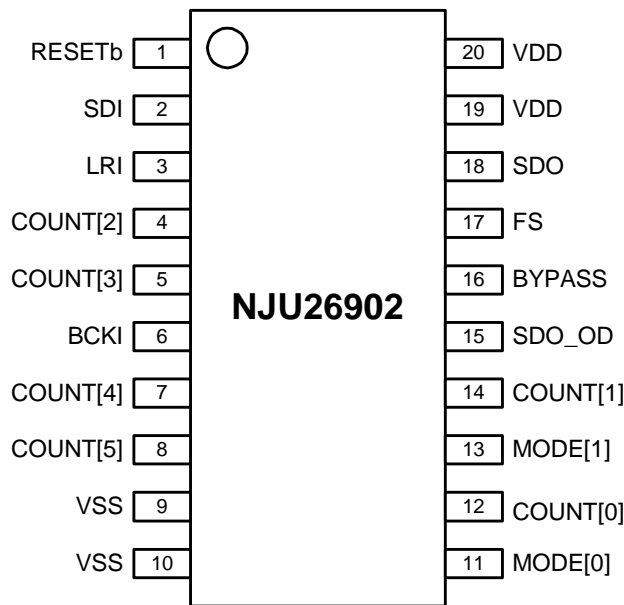 RESETb 1 20 VDD
SDI 2 19 VDD
LRI 3 18 SDO
COUNT[2] 4 17 FS
COUNT[3] 5 16 BYPASS
NJU26902
BCKI 6 15 SDO_OD
COUNT[4] 7 14 COUNT[1]
COUNT[5] 8 13 MODE[1]
VSS 9 12 COUNT[0]
VSS 10 11 MODE[0]